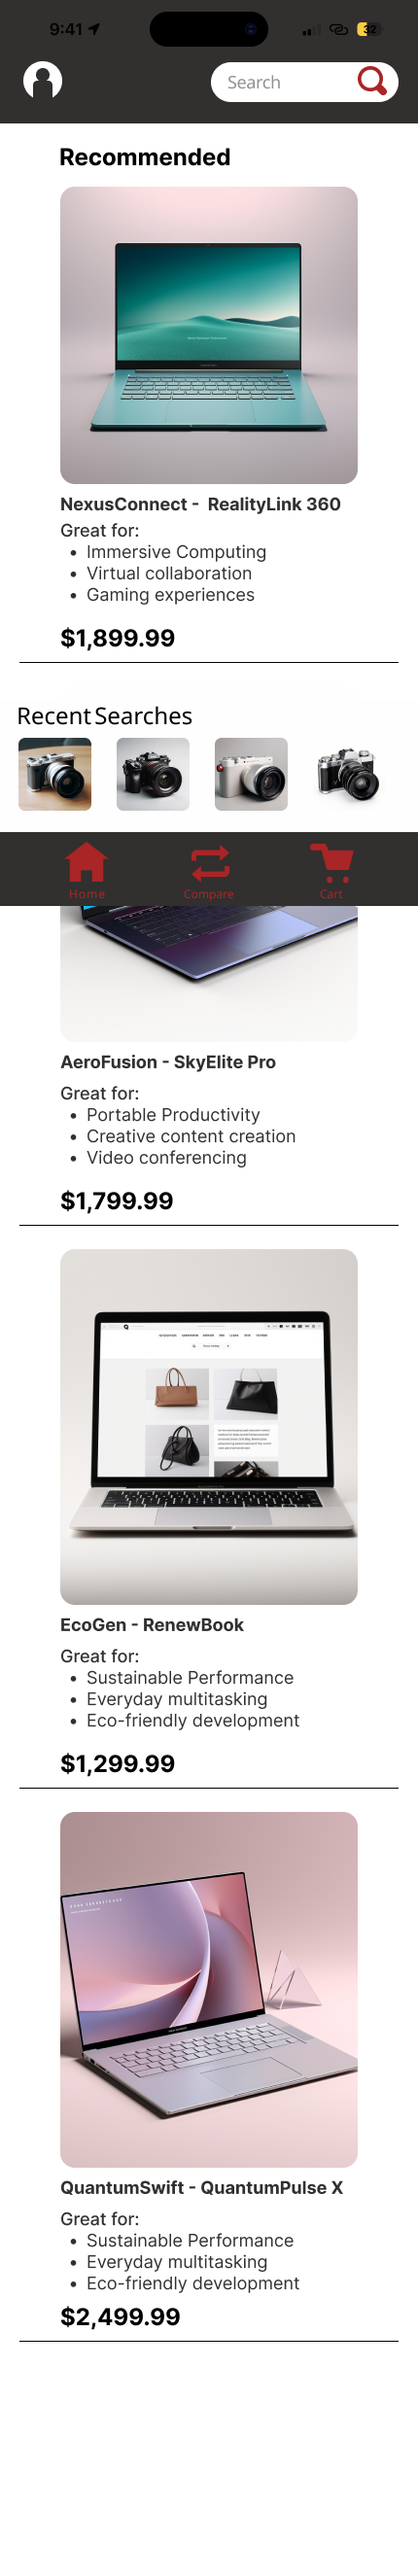 9:41
32
Search
Recommended
NexusConnect - RealityLink 360
Great for:
• Immersive Computing
• Virtual collaboration
• Gaming experiences
$1,899.99
Recent Searches
Home
Compare
Cart
AeroFusion - SkyElite Pro
Great for:
• Portable Productivity
• Creative content creation
• Video conferencing
$1,799.99
EcoGen - RenewBook
Great for:
• Sustainable Performance
• Everyday multitasking
• Eco-friendly development
$1,299.99
QuantumSwift - QuantumPulse X
Great for:
• Sustainable Performance
• Everyday multitasking
• Eco-friendly development
$2,499.99